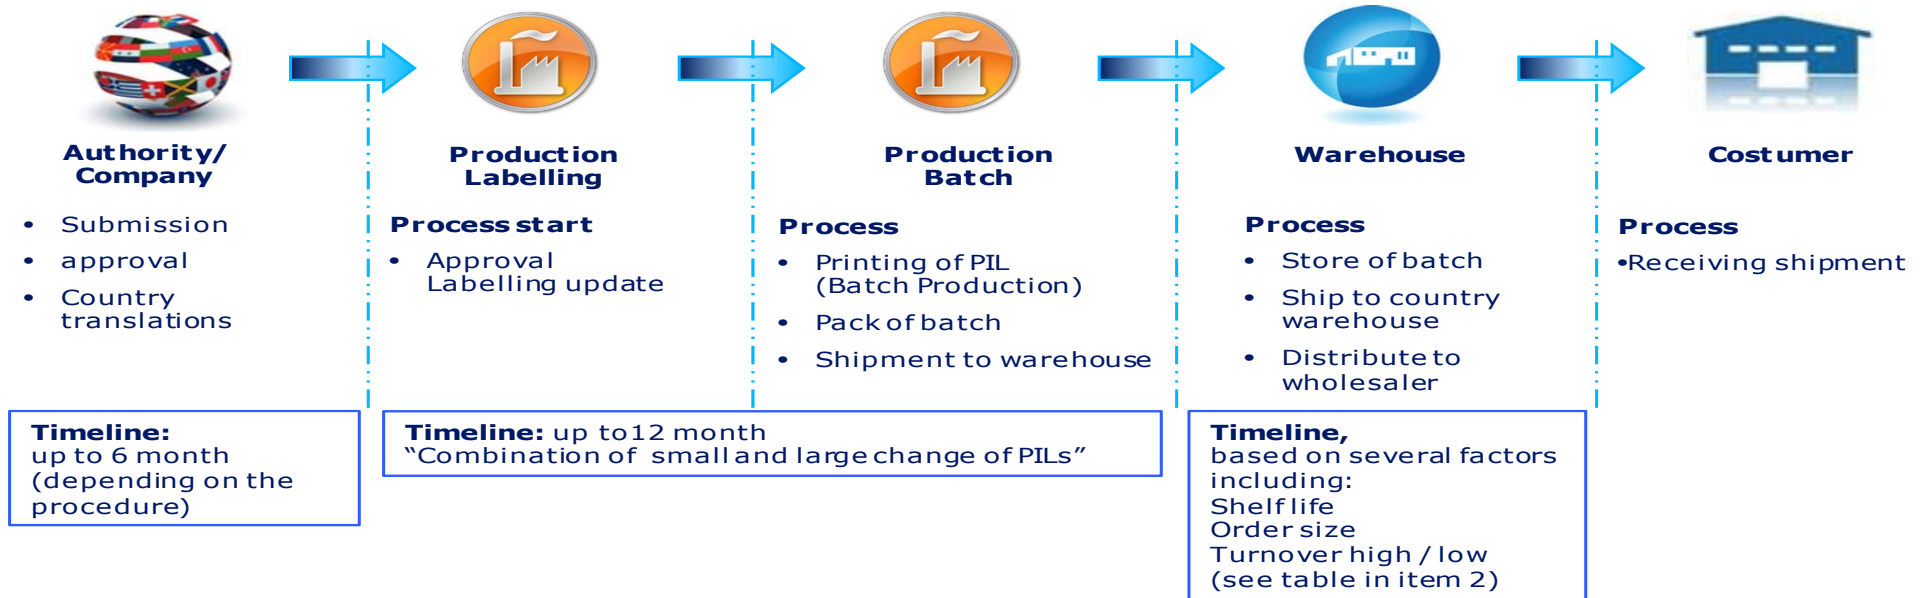 Authority/
Company
• Submission
• approval
• Country
translations
Timeline:
up to 6 month
(depending on the
procedure)
Production
Labelling
Process start
• Approval
Labelling update
Timeline: up to12 month
“Combination of small and large change of PILs”
Production
Batch
Process
• Printing of PIL
(Batch Production)
• Pack of batch
• Shipment to warehouse
Warehouse
Process
• Store of batch
• Ship to country
warehouse
• Distribute to
wholesaler
Timeline,
based on several factors
including:
Shelf life
Order size
Turnover high / low
(see table in item 2)
Costumer
Process
•Receiving shipment